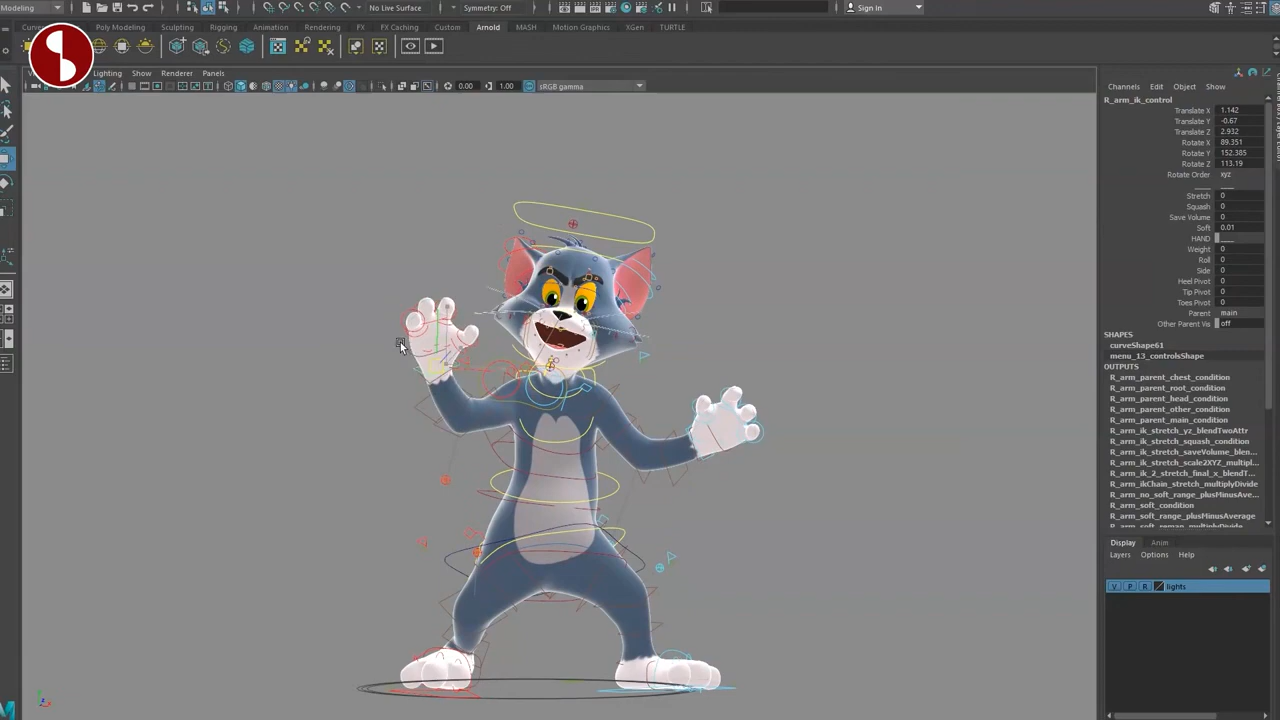 Modeling
No Live Surface
Symmetry: Off
Sign In
Poly Modeling
Sculpting
Rigging
Animation
Rendering
FX
FX Caching
Custom
Arnold
MASH
Motion Graphics
XGen
TURTLE
Lighting
Show
Renderer
Panels
0.00
1.00
sRGB gamma
Channels
Edit
Object
Show
R_arm_ik_control
Translate X 1.142
Translate Y -0.67
Translate Z 2.932
Rotate X 89.351
Rotate Y 152.385
Rotate Z 113.19
Rotate Order xyz
Stretch 0
Squash 0
Save Volume 0
Soft 0.01
HAND
Weight 0
Roll 0
Side 0
Heel Pivot 0
Tip Pivot 0
Toes Pivot 0
Parent main
Other Parent Vis off
SHAPES
curveShape61
menu_13_controlsShape
OUTPUTS
R_arm_parent_chest_condition
R_arm_parent_root_condition
R_arm_parent_head_condition
R_arm_parent_other_condition
R_arm_parent_main_condition
R_arm_ik_stretch_yz_blendTwoAttr
R_arm_ik_stretch_squash_condition
R_arm_ik_stretch_saveVolume_blen...
R_arm_ik_stretch_scale2XYZ_multipl...
R_arm_ik_2_stretch_final_x_blendT...
R_arm_ikChain_stretch_multiplyDivide
R_arm_no_soft_range_plusMinusAve...
R_arm_soft_condition
R_arm_soft_range_plusMinusAverage
R_arm_soft_remap_multiplyDivide
Display
Anim
Layers
Options
Help
V P R lights